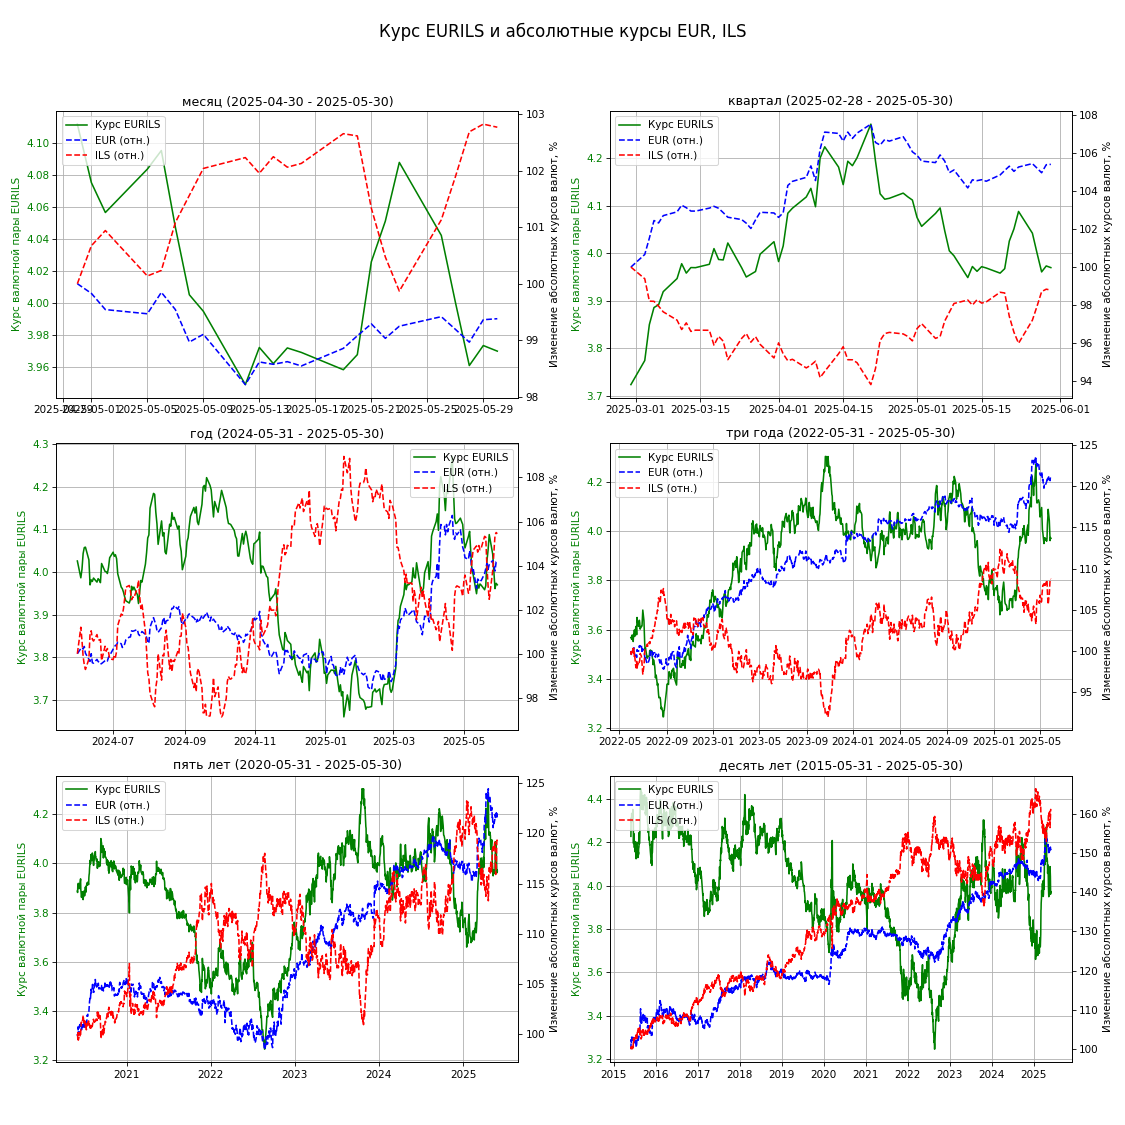 Курс EURILS и абсолютные курсы EUR, ILS
месяц (2025-04-30 - 2025-05-30)
Курс EURILS
EUR (отн.)
ILS (отн.)
Курс валютной пары EURILS
4.10
4.08
4.06
4.04
4.02
4.00
3.98
3.96
103
102
101
100
99
98
Изменение абсолютных курсов валют, %
2025-04-29 2025-05-01 2025-05-05 2025-05-09 2025-05-13 2025-05-17 2025-05-21 2025-05-25 2025-05-29
квартал (2025-02-28 - 2025-05-30)
Курс EURILS
EUR (отн.)
ILS (отн.)
Курс валютной пары EURILS
4.2
4.1
4.0
3.9
3.8
3.7
108
106
104
102
100
98
96
94
Изменение абсолютных курсов валют, %
2025-03-01 2025-03-15 2025-04-01 2025-04-15 2025-05-01 2025-05-15 2025-06-01
год (2024-05-31 - 2025-05-30)
Курс EURILS
EUR (отн.)
ILS (отн.)
Курс валютной пары EURILS
4.3
4.2
4.1
4.0
3.9
3.8
3.7
108
106
104
102
100
98
Изменение абсолютных курсов валют, %
2024-07 2024-09 2024-11 2025-01 2025-03 2025-05
три года (2022-05-31 - 2025-05-30)
Курс EURILS
EUR (отн.)
ILS (отн.)
Курс валютной пары EURILS
4.2
4.0
3.8
3.6
3.4
3.2
125
120
115
110
105
100
95
Изменение абсолютных курсов валют, %
2022-05 2022-09 2023-01 2023-05 2023-09 2024-01 2024-05 2024-09 2025-01 2025-05
пять лет (2020-05-31 - 2025-05-30)
Курс EURILS
EUR (отн.)
ILS (отн.)
Курс валютной пары EURILS
4.2
4.0
3.8
3.6
3.4
3.2
125
120
115
110
105
100
Изменение абсолютных курсов валют, %
2021 2022 2023 2024 2025
десять лет (2015-05-31 - 2025-05-30)
Курс EURILS
EUR (отн.)
ILS (отн.)
Курс валютной пары EURILS
4.4
4.2
4.0
3.8
3.6
3.4
3.2
160
150
140
130
120
110
100
Изменение абсолютных курсов валют, %
2015 2016 2017 2018 2019 2020 2021 2022 2023 2024 2025